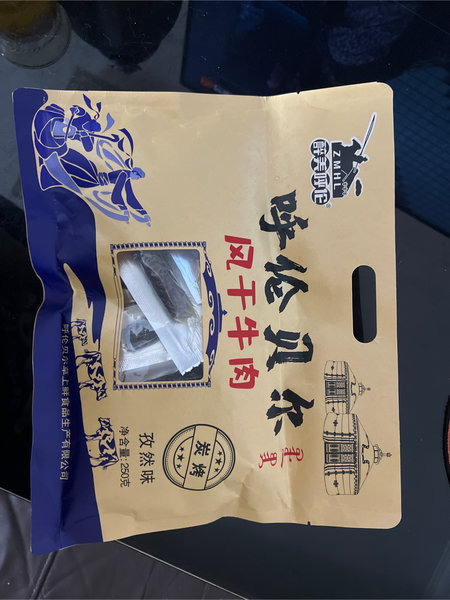 ZMHL
醉美呼伦®
呼伦贝尔
风干牛肉
炭烧
孜然味
净含量:250克
呼伦贝尔草上鲜食品生产有限公司